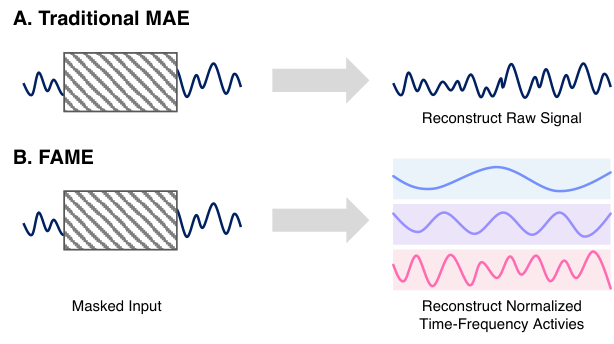 A. Traditional MAE
Reconstruct Raw Signal
B. FAME
Masked Input
Reconstruct Normalized
Time-Frequency Activies